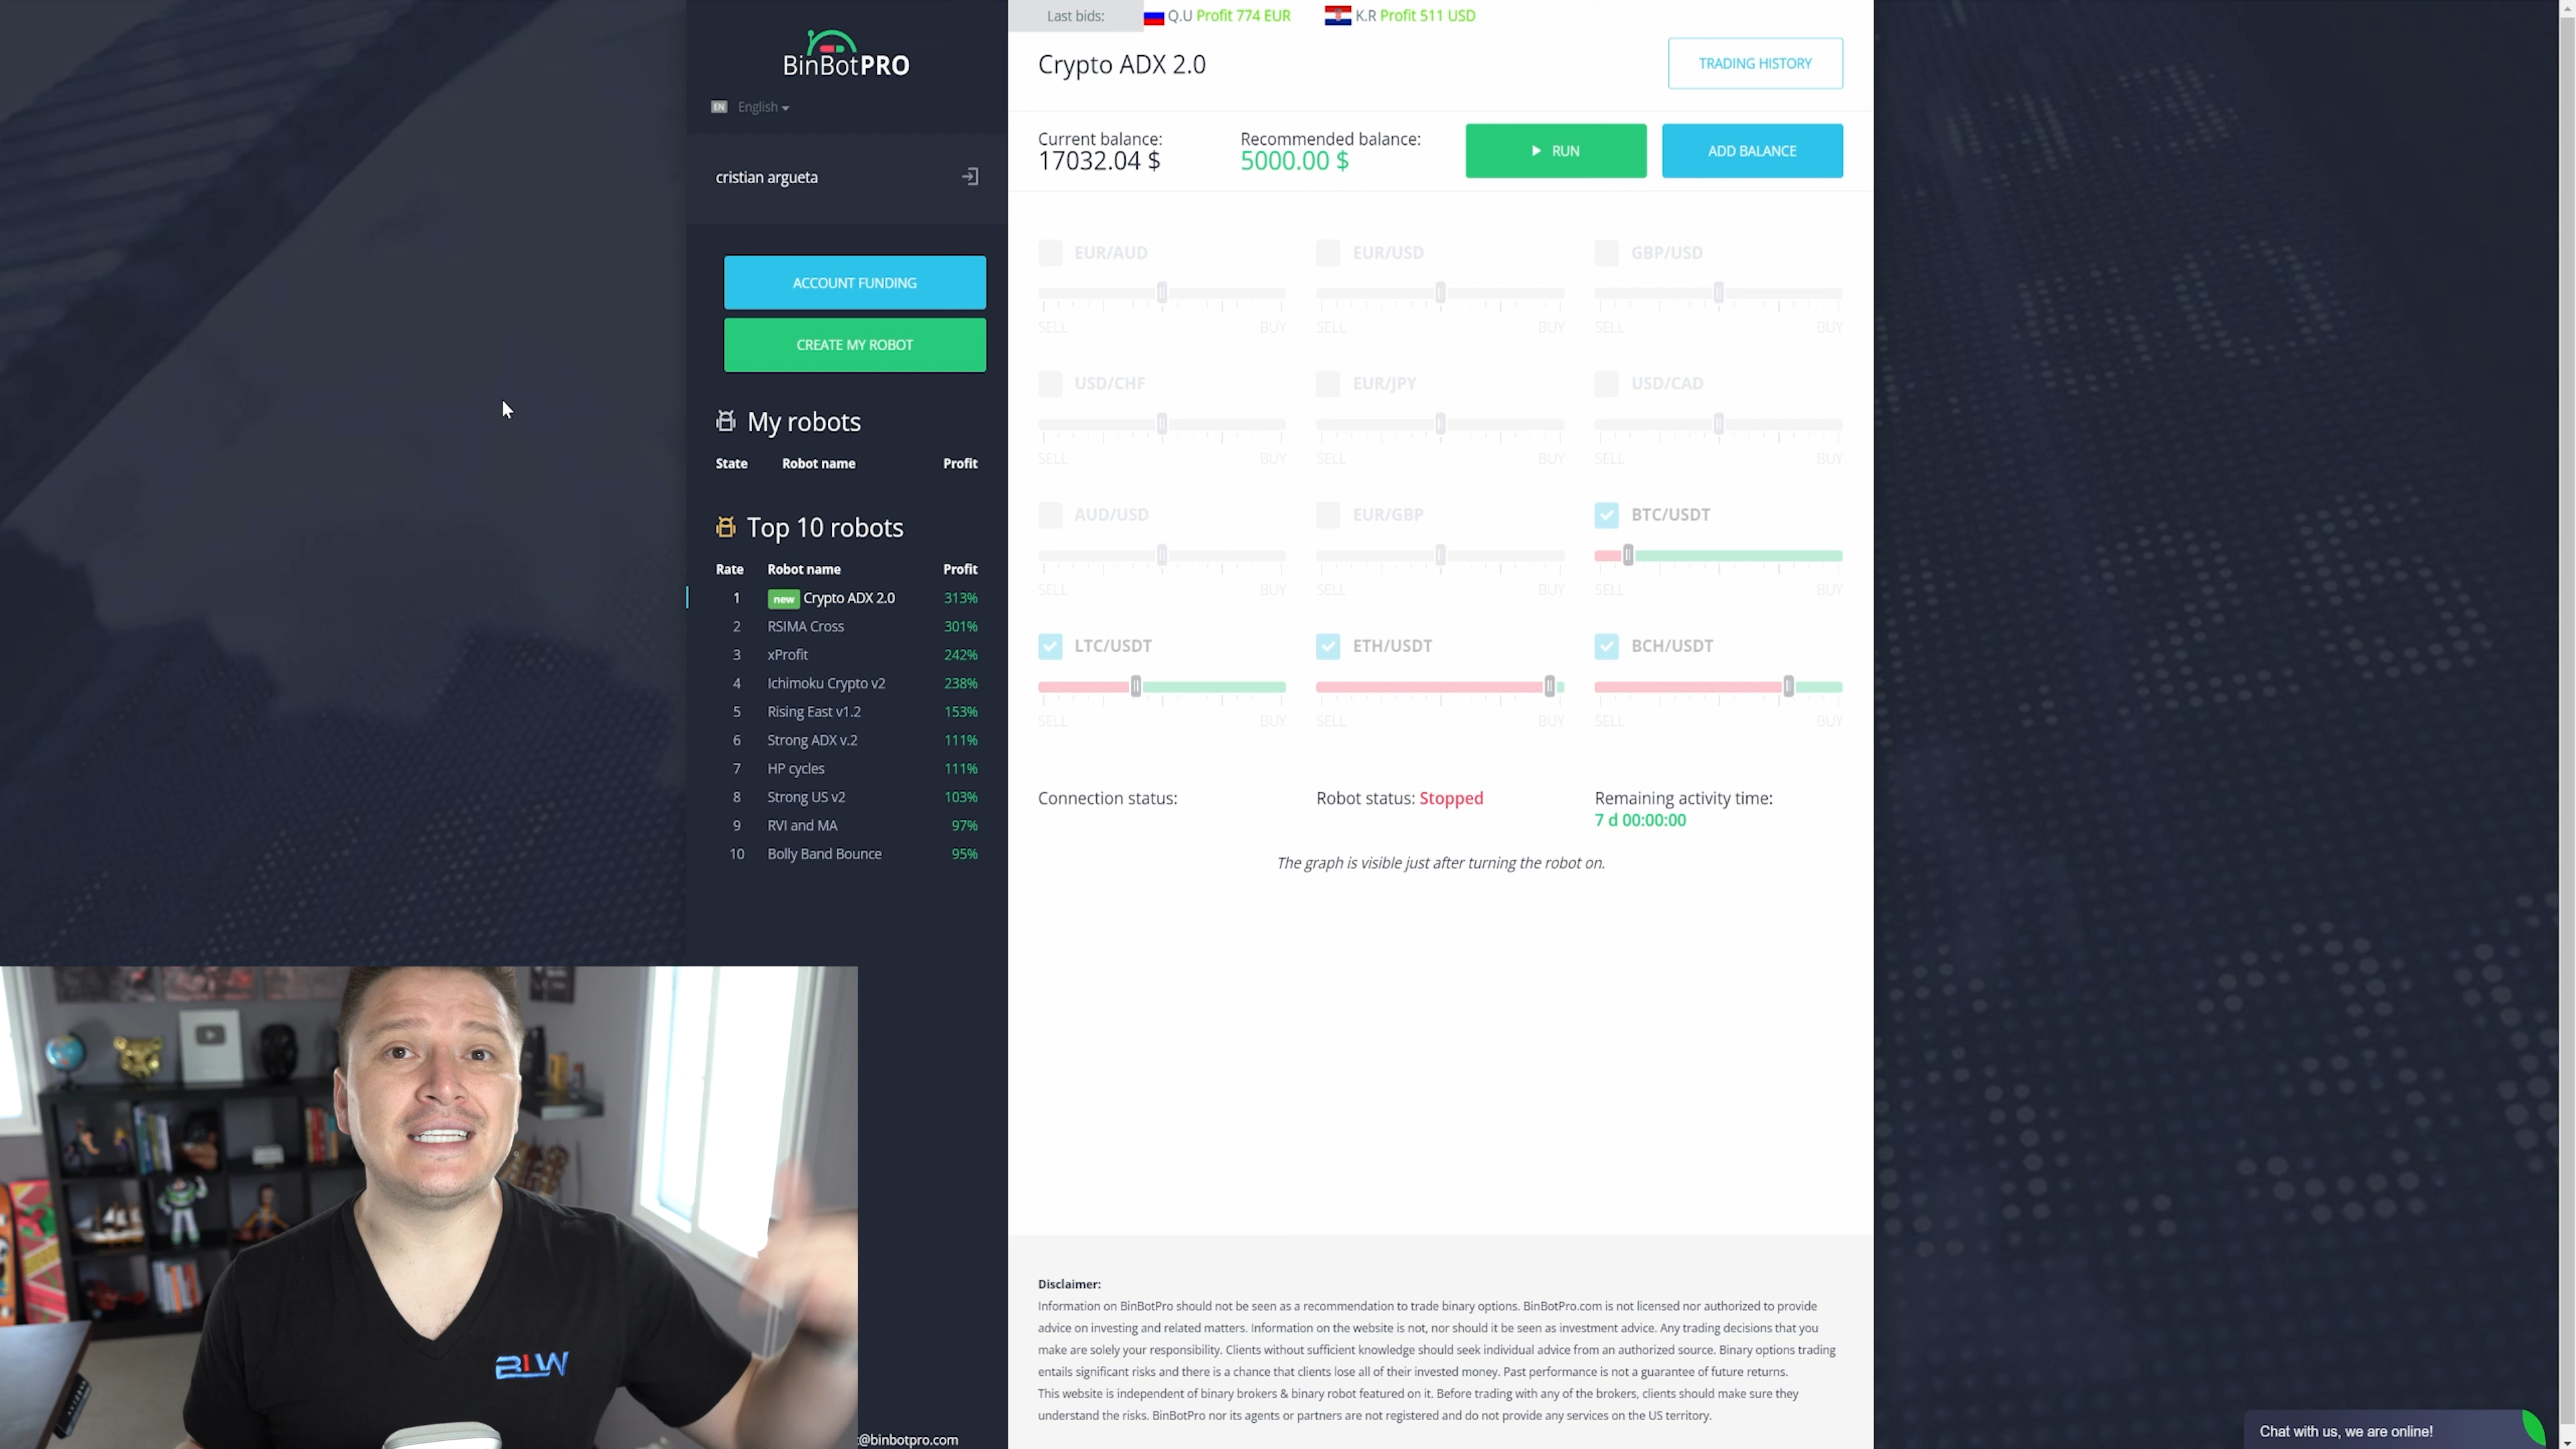 BinBotPRO
EN English
cristian argueta
ACCOUNT FUNDING
CREATE MY ROBOT
My robots
State Robot name Profit
Top 10 robots
Rate Robot name Profit
1 new Crypto ADX 2.0 313%
2 RSIMA Cross 301%
3 xProfit 242%
4 Ichimoku Crypto v2 238%
5 Rising East v1.2 153%
6 Strong ADX v.2 111%
7 HP cycles 111%
8 Strong US v2 103%
9 RVI and MA 97%
10 Bolly Band Bounce 95%
Last bids: Q.U Profit 774 EUR K.R Profit 511 USD
Crypto ADX 2.0
TRADING HISTORY
Current balance: Recommended balance:
17032.04 $ 5000.00 $
RUN
ADD BALANCE
EUR/AUD EUR/USD GBP/USD
SELL BUY SELL BUY SELL BUY
USD/CHF EUR/JPY USD/CAD
SELL BUY SELL BUY SELL BUY
AUD/USD EUR/GBP BTC/USDT
SELL BUY SELL BUY SELL BUY
LTC/USDT ETH/USDT BCH/USDT
SELL BUY SELL BUY SELL BUY
Connection status: Robot status: Stopped Remaining activity time:
7 d 00:00:00
The graph is visible just after turning the robot on.
Disclaimer:
Information on BinBotPro should not be seen as a recommendation to trade binary options. BinBotPro.com is not licensed nor authorized to provide
advice on investing and related matters. Information on the website is not, nor should it be seen as investment advice. Any trading decisions that you
make are solely your responsibility. Clients without sufficient knowledge should seek individual advice from an authorized source. Binary options trading
entails significant risks and there is a chance that clients lose all of their invested money. Past performance is not a guarantee of future returns.
This website is independent of binary brokers & binary robot featured on it. Before trading with any of the brokers, clients should make sure they
understand the risks. BinBotPro nor its agents or partners are not registered and do not provide any services on the US territory.
BLW
@binbotpro.com
Chat with us, we are online!